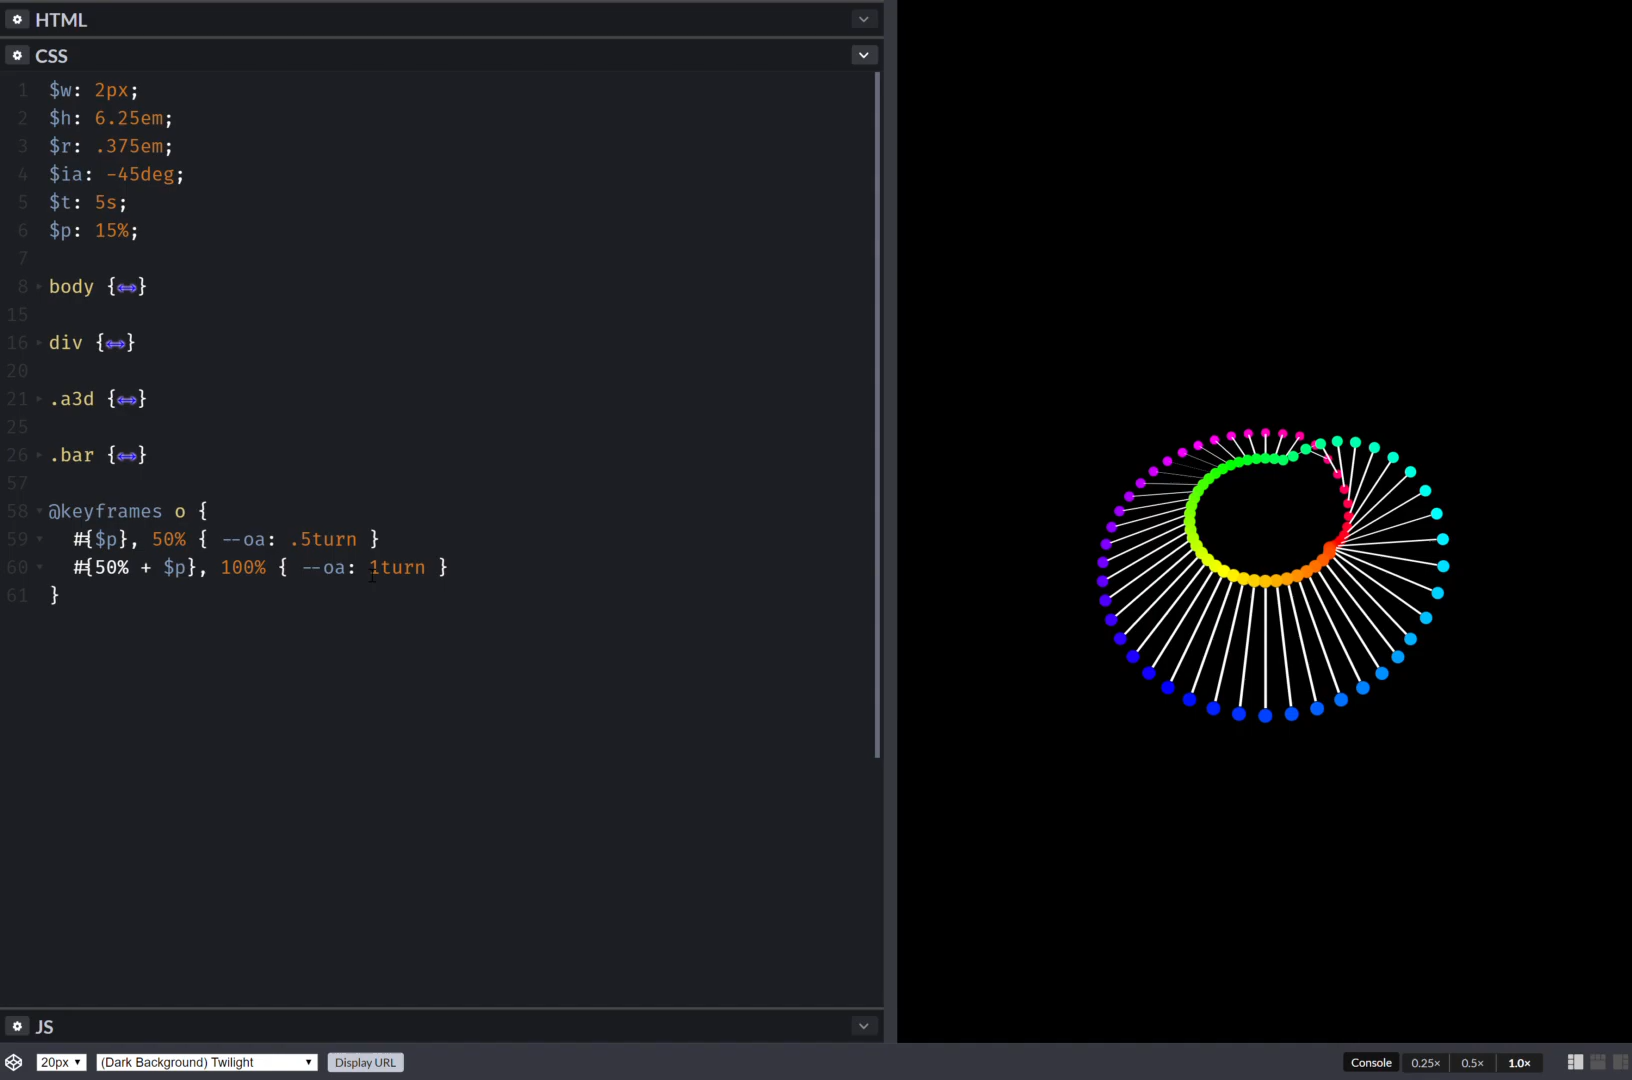 HTML
CSS
1 $w: 2px;
2 $h: 6.25em;
3 $r: .375em;
4 $ia: -45deg;
5 $t: 5s;
6 $p: 15%;
7
8 body {↔}
15
16 div {↔}
20
21 .a3d {↔}
25
26 .bar {↔}
57
58 @keyframes o {
59 #{$p}, 50% { --oa: .5turn }
60 #{50% + $p}, 100% { --oa: 1turn }
61 }
JS
20px (Dark Background) Twilight Display URL Console 0.25× 0.5× 1.0×